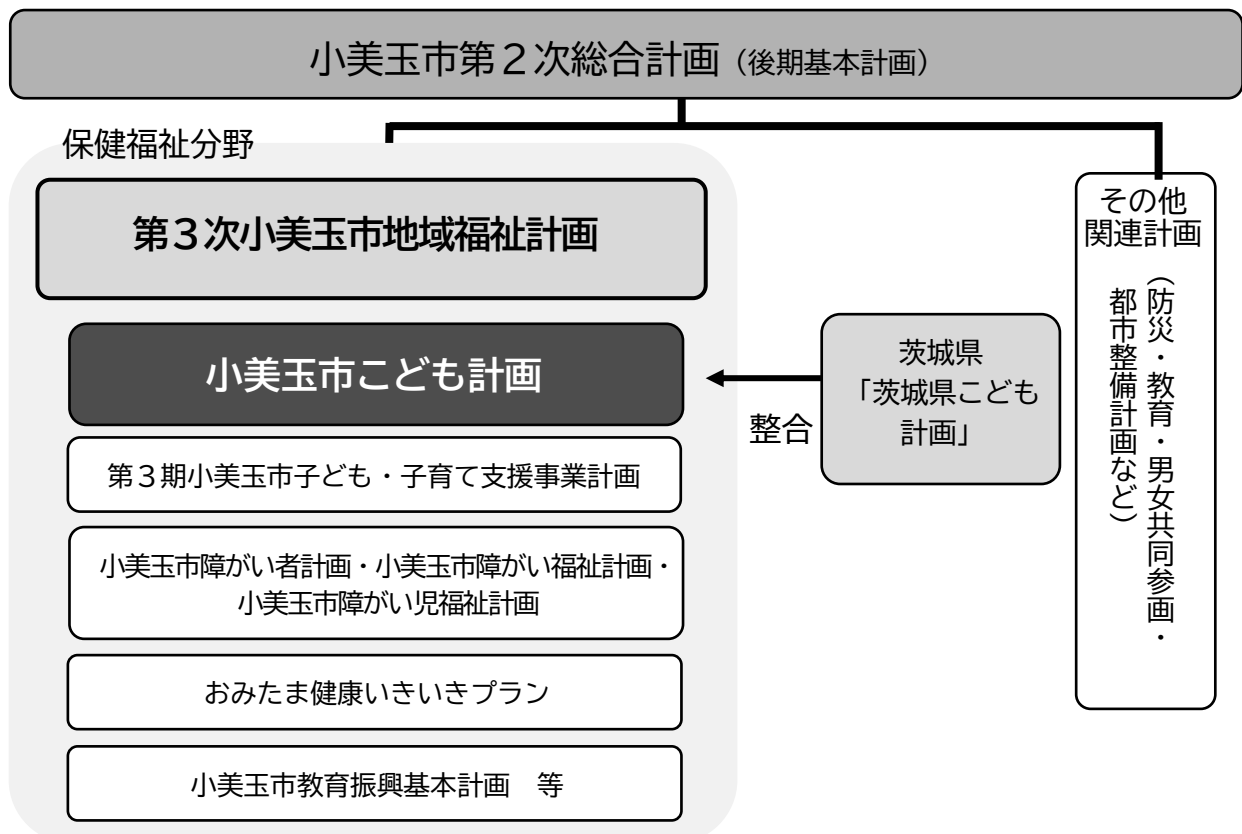 小美玉市第２次総合計画（後期基本計画）
保健福祉分野
第３次小美玉市地域福祉計画
小美玉市こども計画
第３期小美玉市子ども・子育て支援事業計画
小美玉市障がい者計画・小美玉市障がい福祉計画・
小美玉市障がい児福祉計画
おみたま健康いきいきプラン
小美玉市教育振興基本計画　等
整合
茨城県
「茨城県こども
計画」
その他
関連計画
（防災・教育・男女共同参画・
都市整備計画など）